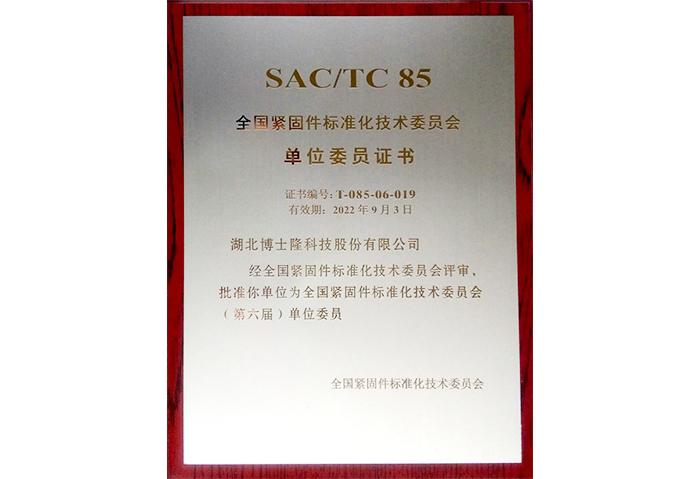 SAC/TC 85
全国紧固件标准化技术委员会
单位委员证书
证书编号: T-085-06-019
有效期: 2022 年 9 月 3 日
湖北博士隆科技股份有限公司
经全国紧固件标准化技术委员会评审,
批准你单位为全国紧固件标准化技术委员会
(第六届) 单位委员
全国紧固件标准化技术委员会